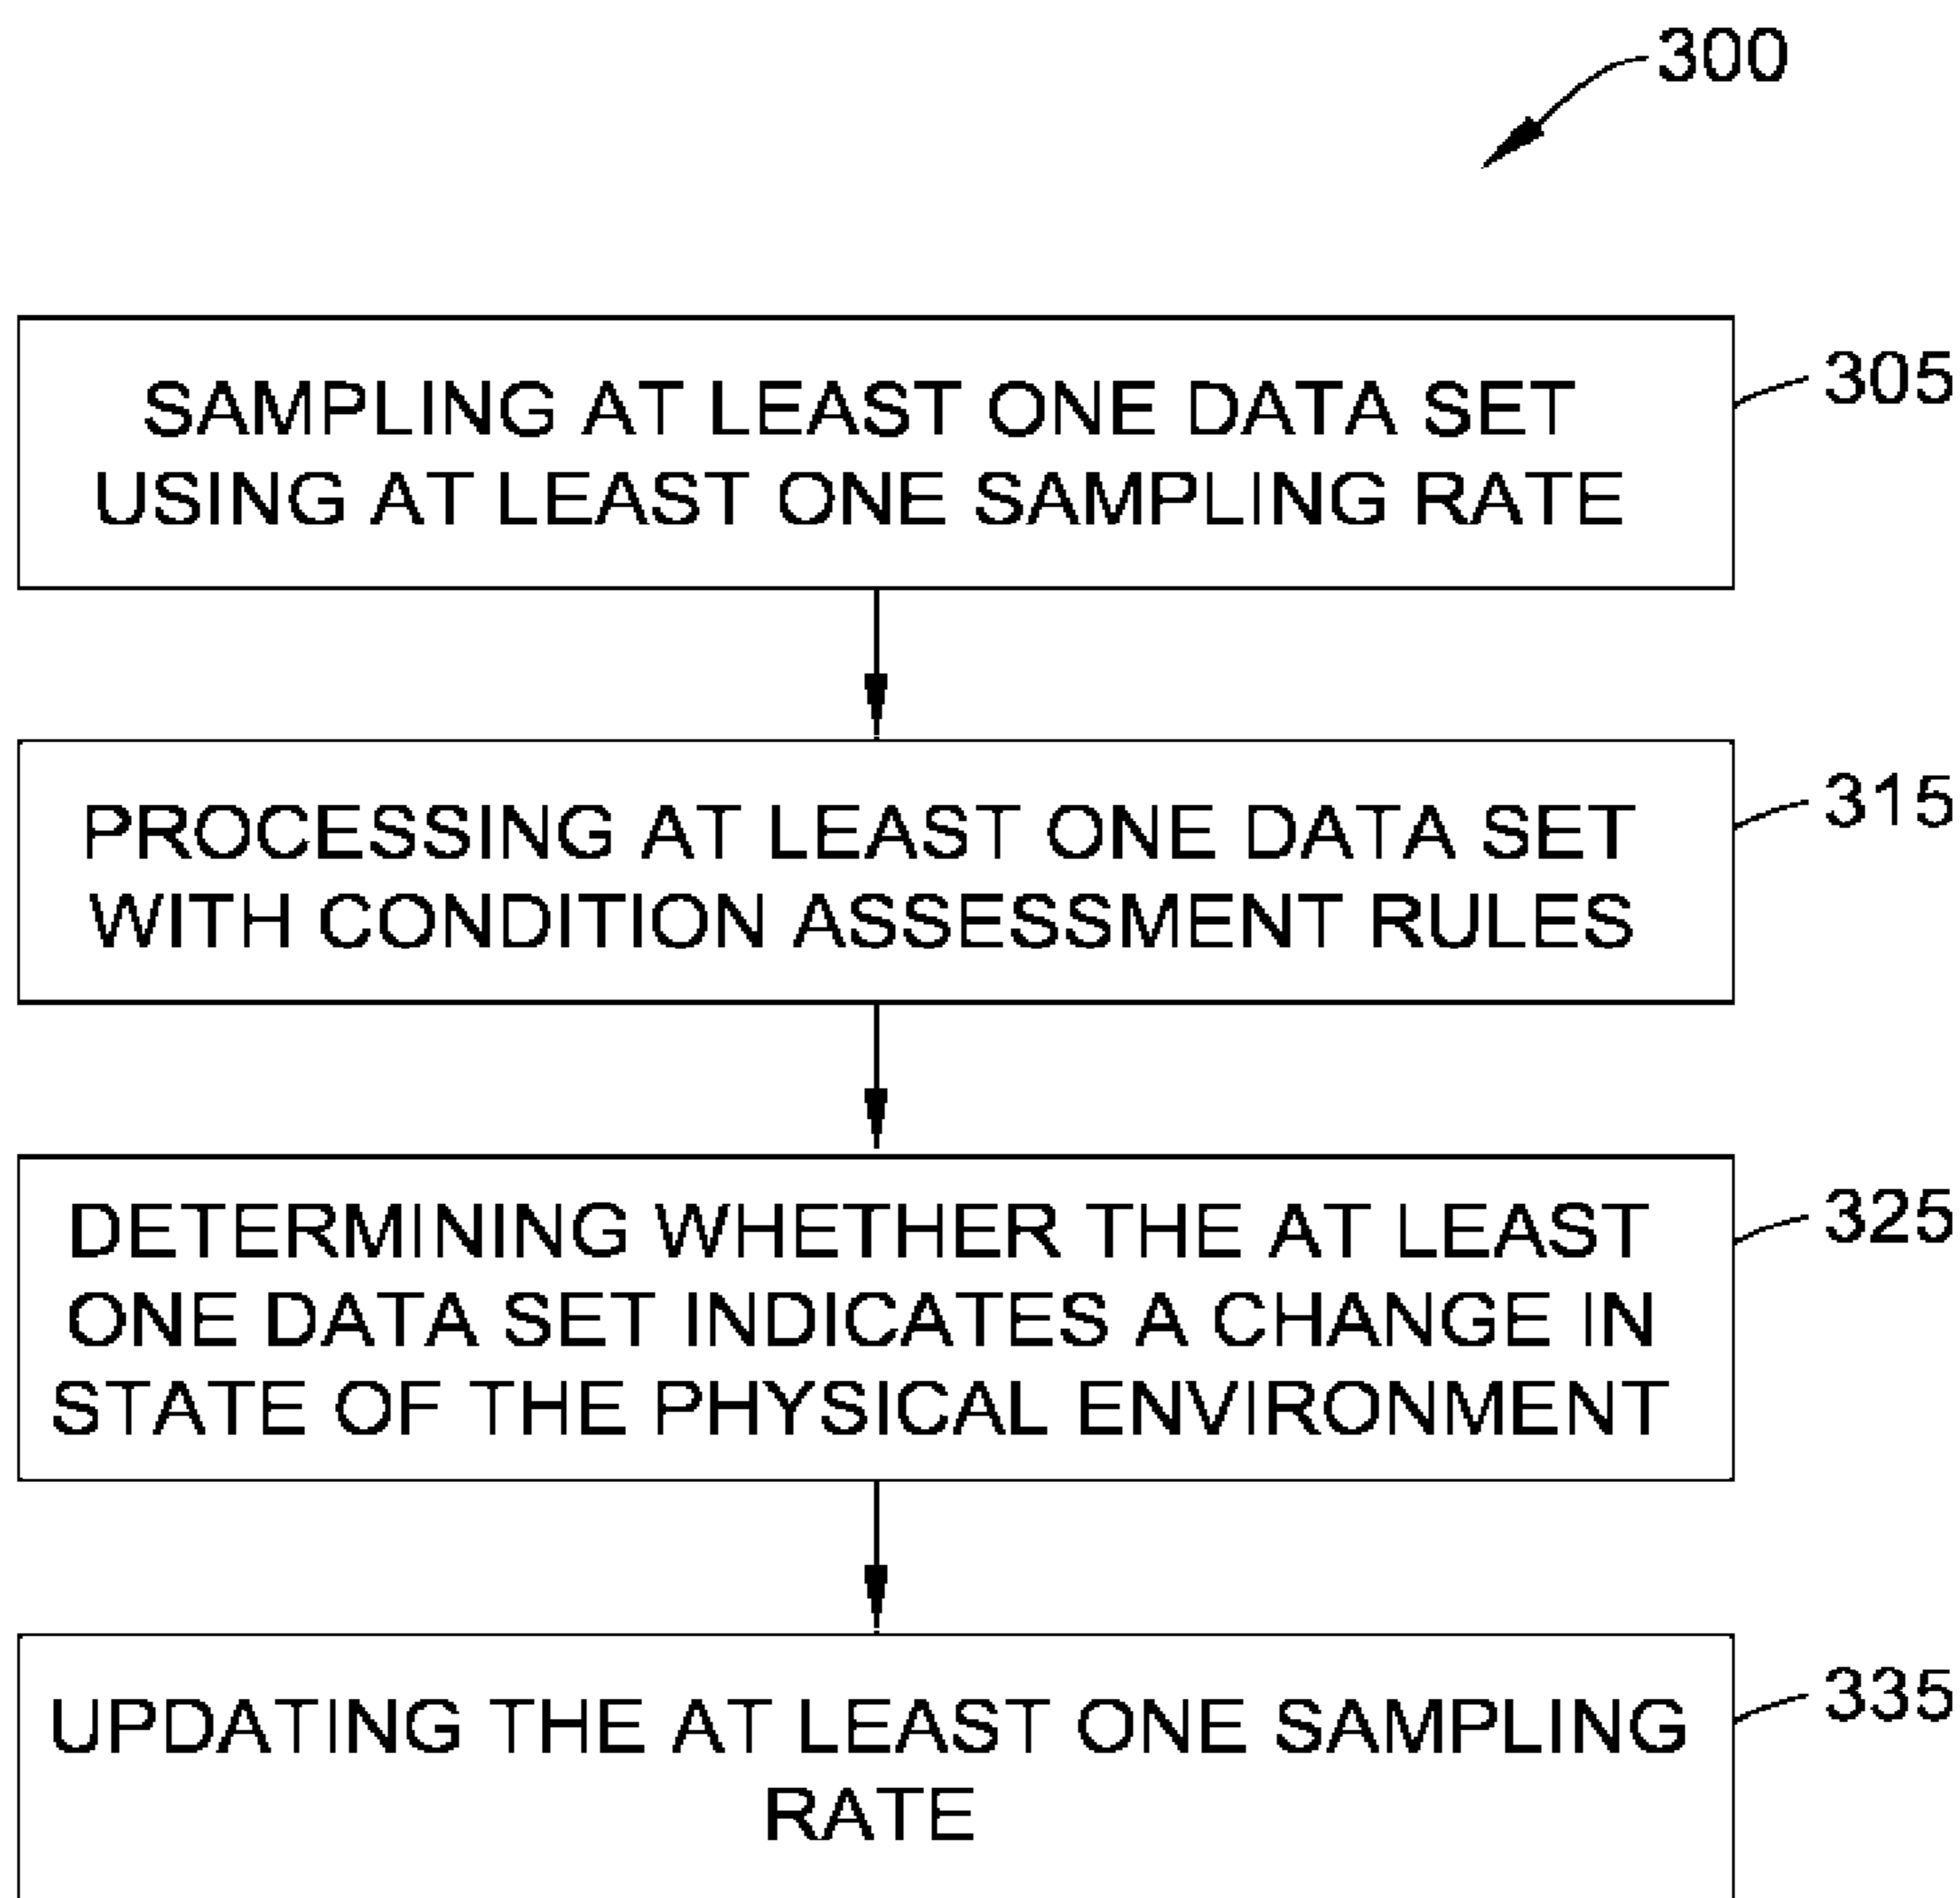 300
SAMPLING AT LEAST ONE DATA SET
USING AT LEAST ONE SAMPLING RATE
305
PROCESSING AT LEAST ONE DATA SET
WITH CONDITION ASSESSMENT RULES
315
DETERMINING WHETHER THE AT LEAST
ONE DATA SET INDICATES A CHANGE IN
STATE OF THE PHYSICAL ENVIRONMENT
325
UPDATING THE AT LEAST ONE SAMPLING
RATE
335